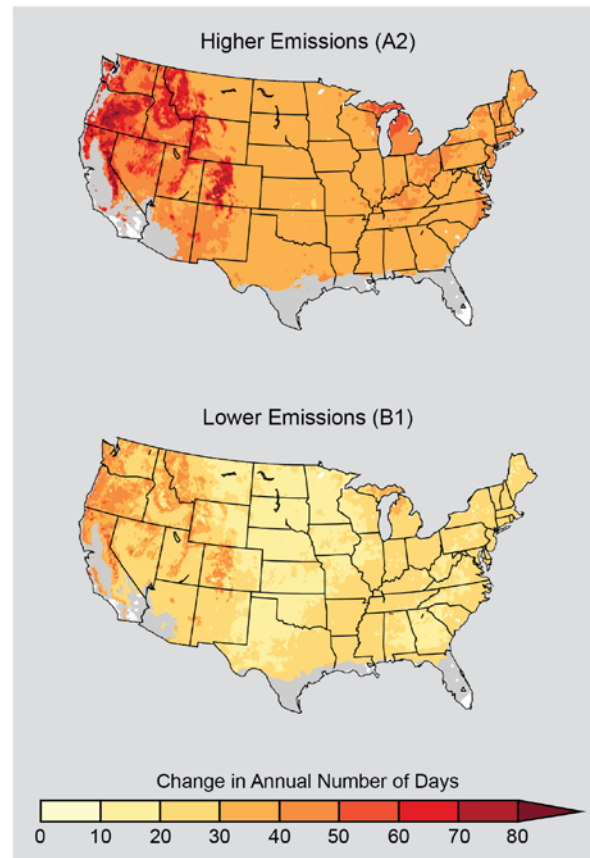 Higher Emissions (A2)
Lower Emissions (B1)
Change in Annual Number of Days
0 10 20 30 40 50 60 70 80